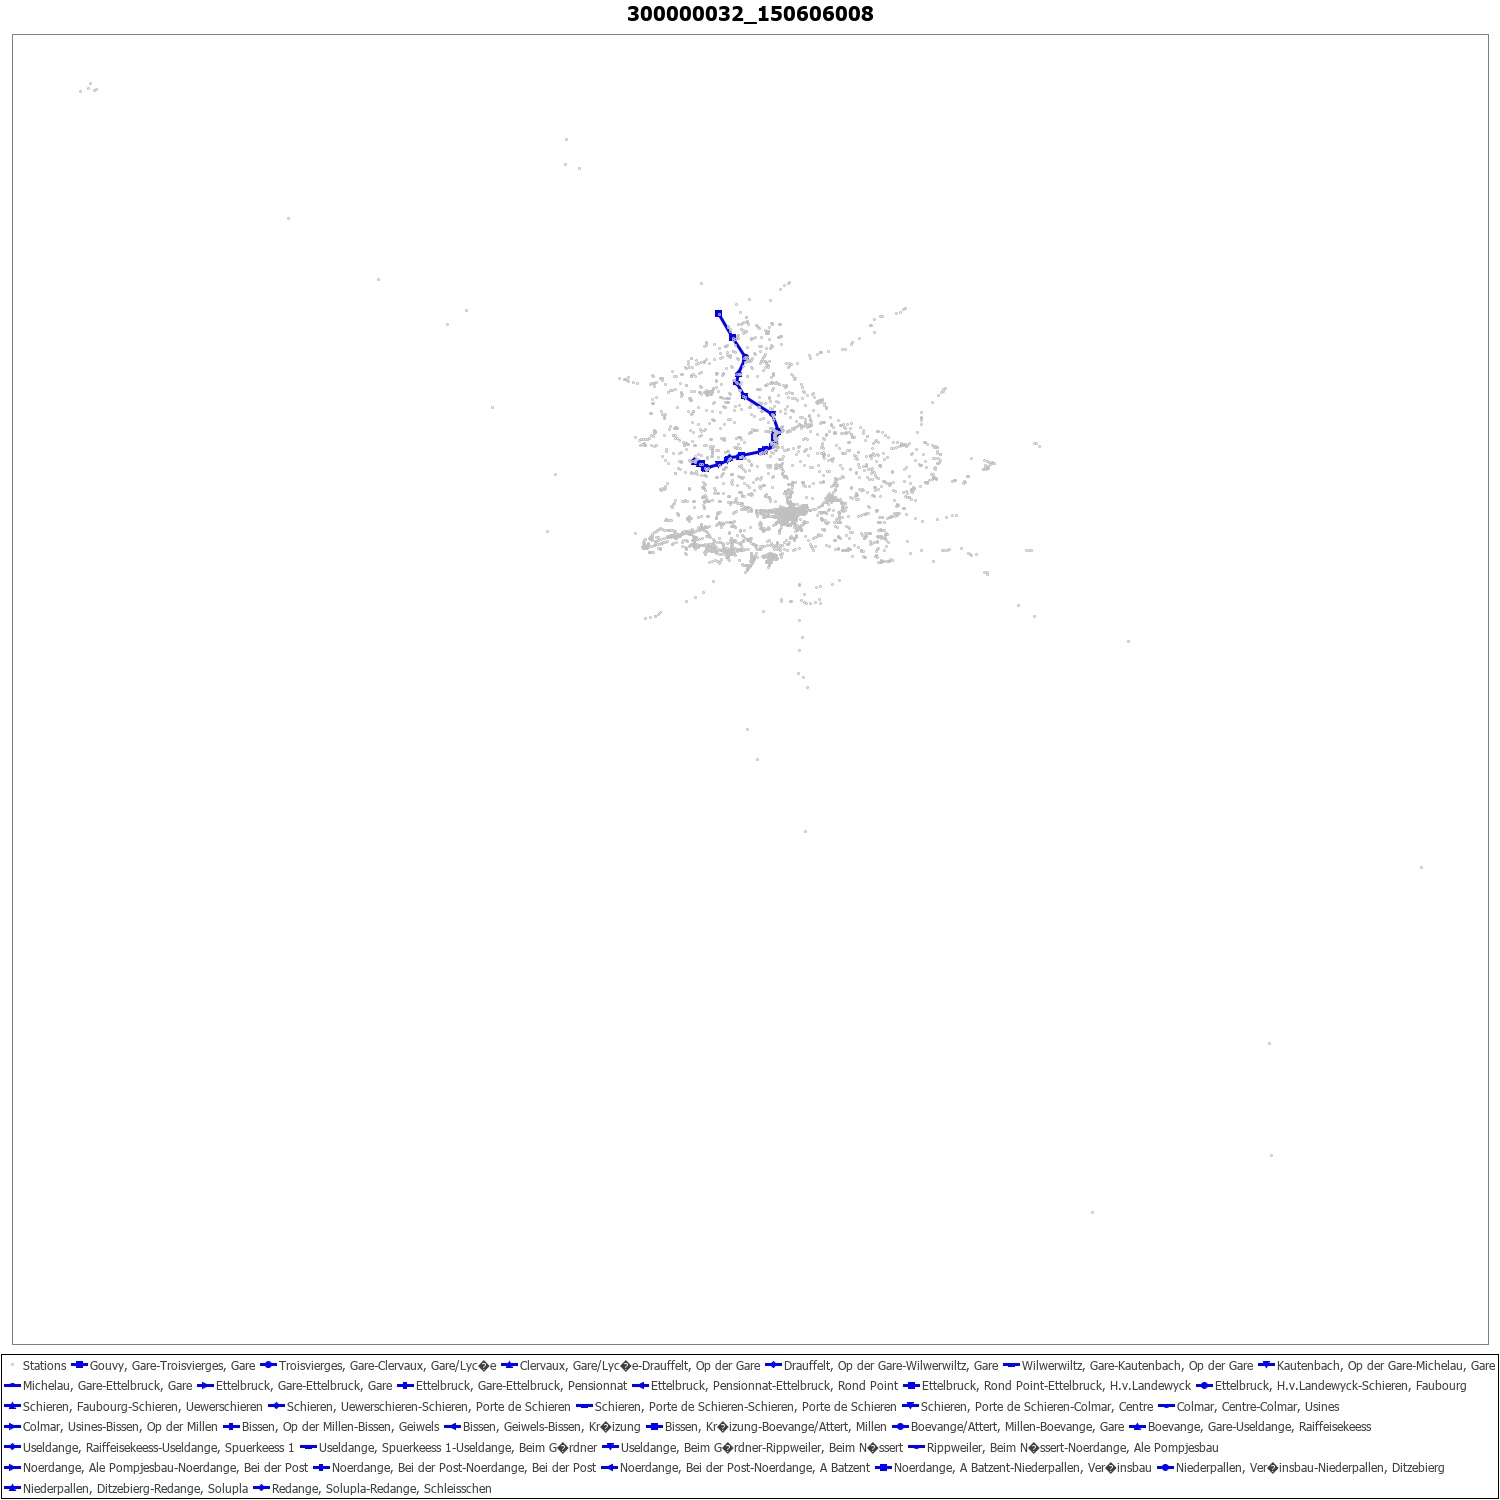 300000032_150606008
Stations Gouvy, Gare-Troisvierges, Gare Troisvierges, Gare-Clervaux, Gare/Lyc�e Clervaux, Gare/Lyc�e-Drauffelt, Op der Gare Drauffelt, Op der Gare-Wilwerwiltz, Gare Wilwerwiltz, Gare-Kautenbach, Op der Gare Kautenbach, Op der Gare-Michelau, Gare
Michelau, Gare-Ettelbruck, Gare Ettelbruck, Gare-Ettelbruck, Gare Ettelbruck, Gare-Ettelbruck, Pensionnat Ettelbruck, Pensionnat-Ettelbruck, Rond Point Ettelbruck, Rond Point-Ettelbruck, H.v.Landewyck Ettelbruck, H.v.Landewyck-Schieren, Faubourg
Schieren, Faubourg-Schieren, Uewerschieren Schieren, Uewerschieren-Schieren, Porte de Schieren Schieren, Porte de Schieren-Schieren, Porte de Schieren Schieren, Porte de Schieren-Colmar, Centre Colmar, Centre-Colmar, Usines
Colmar, Usines-Bissen, Op der Millen Bissen, Op der Millen-Bissen, Geiwels Bissen, Geiwels-Bissen, Kr�izung Bissen, Kr�izung-Boevange/Attert, Millen Boevange/Attert, Millen-Boevange, Gare Boevange, Gare-Useldange, Raiffeisekeess
Useldange, Raiffeisekeess-Useldange, Spuerkeess 1 Useldange, Spuerkeess 1-Useldange, Beim G�rdner Useldange, Beim G�rdner-Rippweiler, Beim N�ssert Rippweiler, Beim N�ssert-Noerdange, Ale Pompjesbau
Noerdange, Ale Pompjesbau-Noerdange, Bei der Post Noerdange, Bei der Post-Noerdange, Bei der Post Noerdange, Bei der Post-Noerdange, A Batzent Noerdange, A Batzent-Niederpallen, Ver�insbau Niederpallen, Ver�insbau-Niederpallen, Ditzebierg
Niederpallen, Ditzebierg-Redange, Solupla Redange, Solupla-Redange, Schleisschen